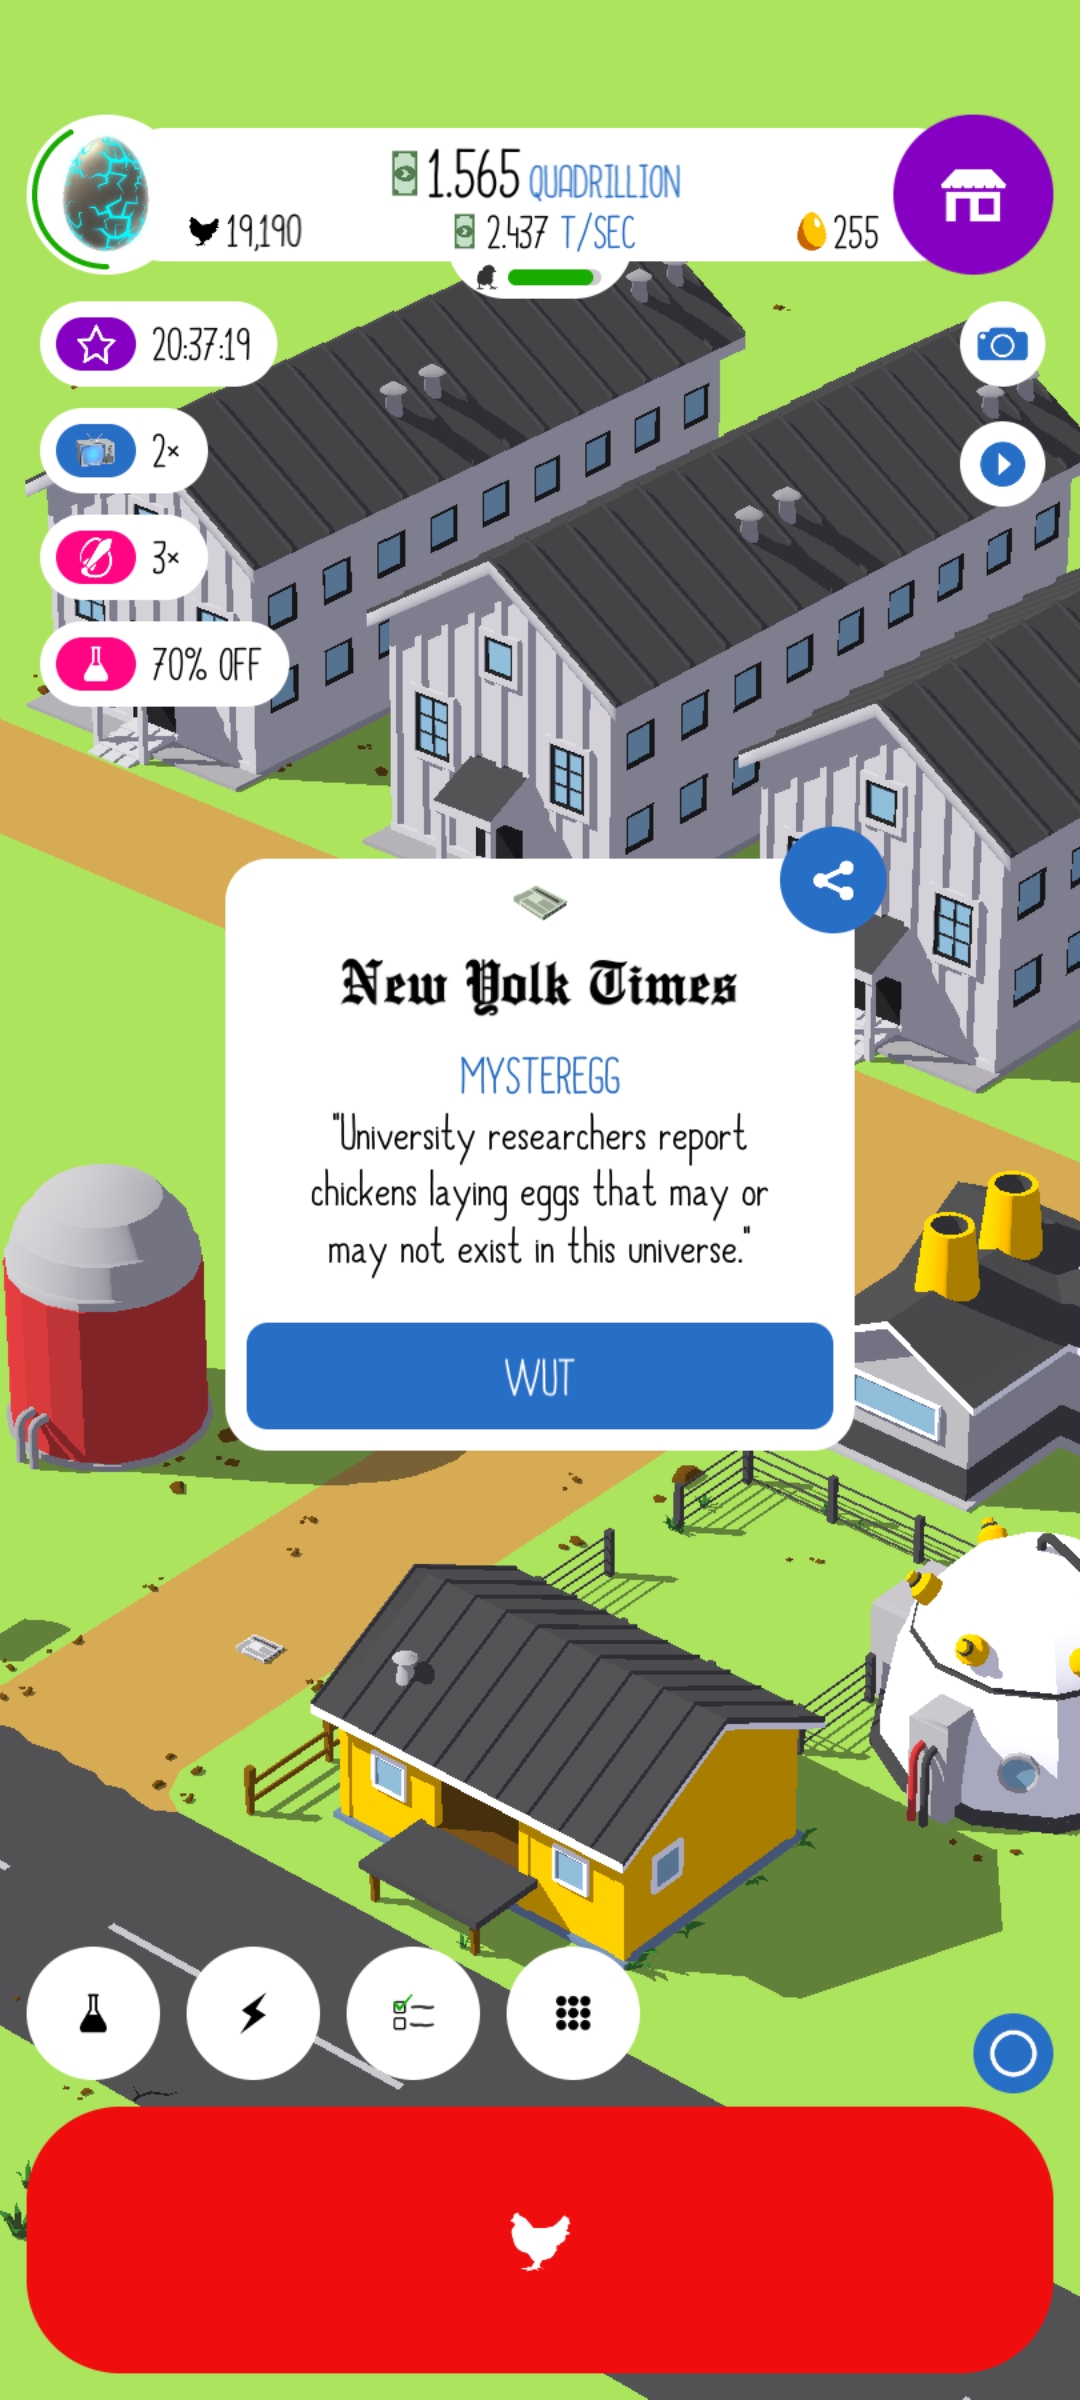 1.565 QUADRILLION
19,190
2.437 T/SEC
255
20:37:19
2×
3×
70% OFF
New Yolk Times
MYSTEREGG
"University researchers report
chickens laying eggs that may or
may not exist in this universe."
WUT